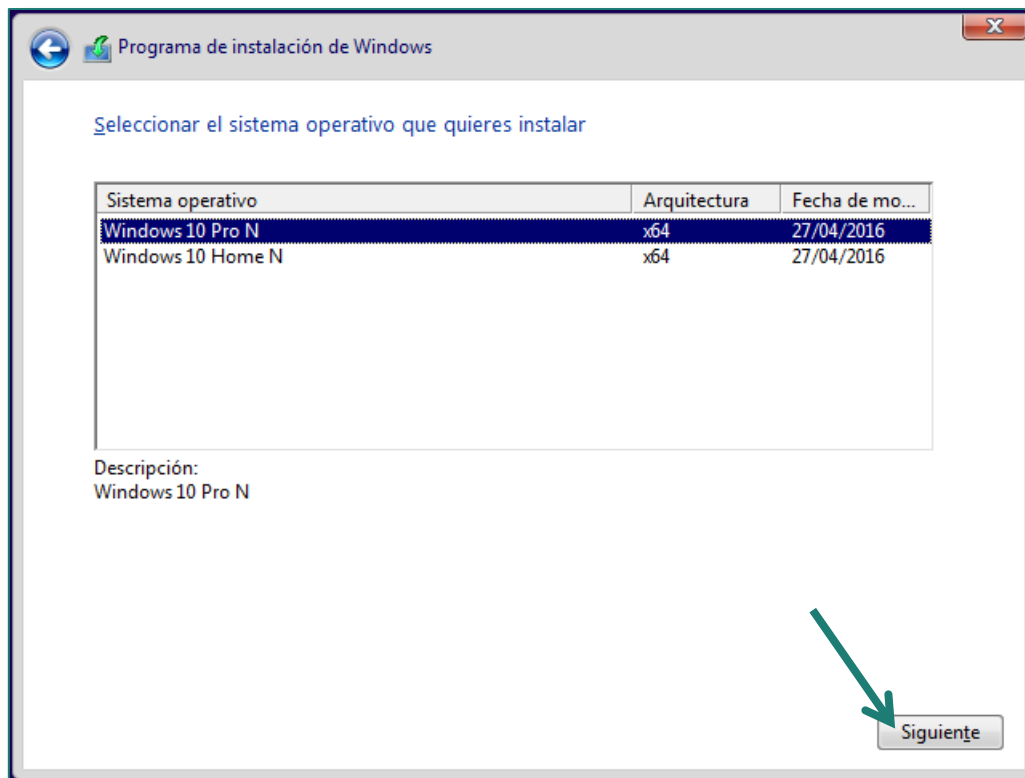 Programa de instalación de Windows
Seleccionar el sistema operativo que quieres instalar
Sistema operativo Arquitectura Fecha de mo...
Windows 10 Pro N x64 27/04/2016
Windows 10 Home N x64 27/04/2016
Descripción:
Windows 10 Pro N
Siguiente